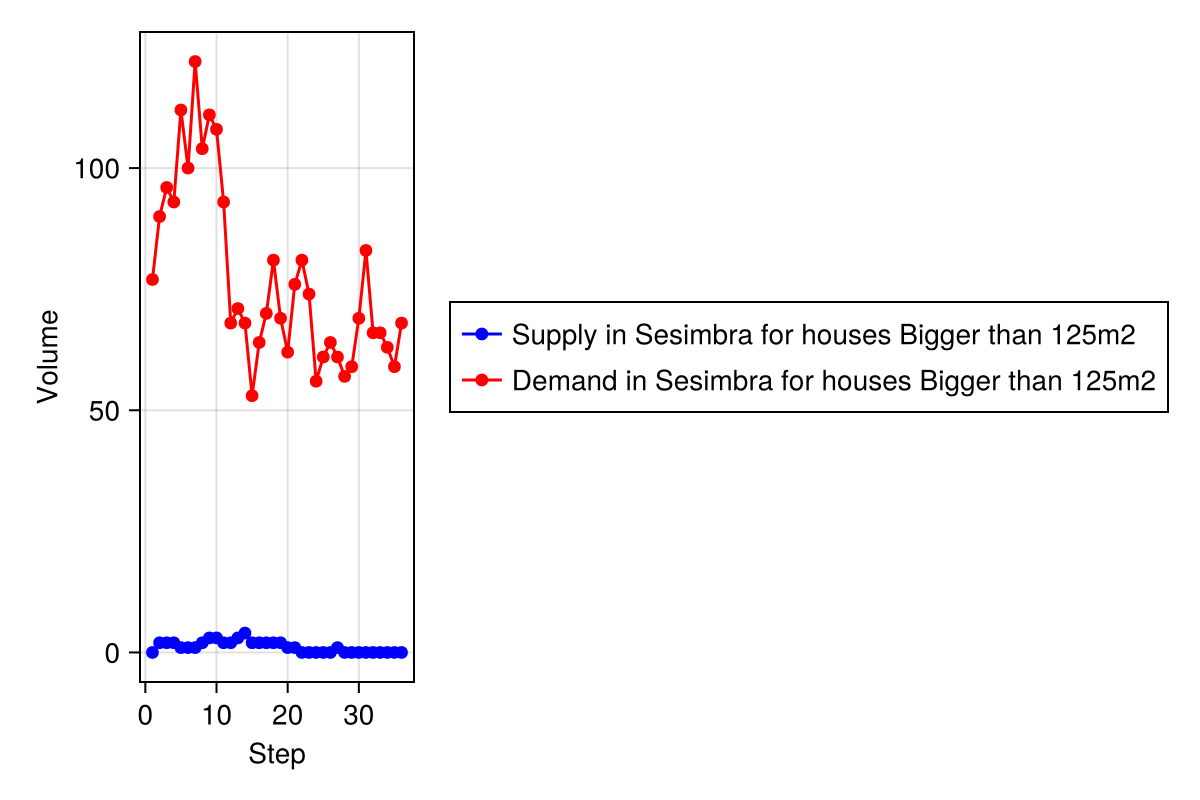 Volume
100
50
0
0 10 20 30
Step
Supply in Sesimbra for houses Bigger than 125m2
Demand in Sesimbra for houses Bigger than 125m2